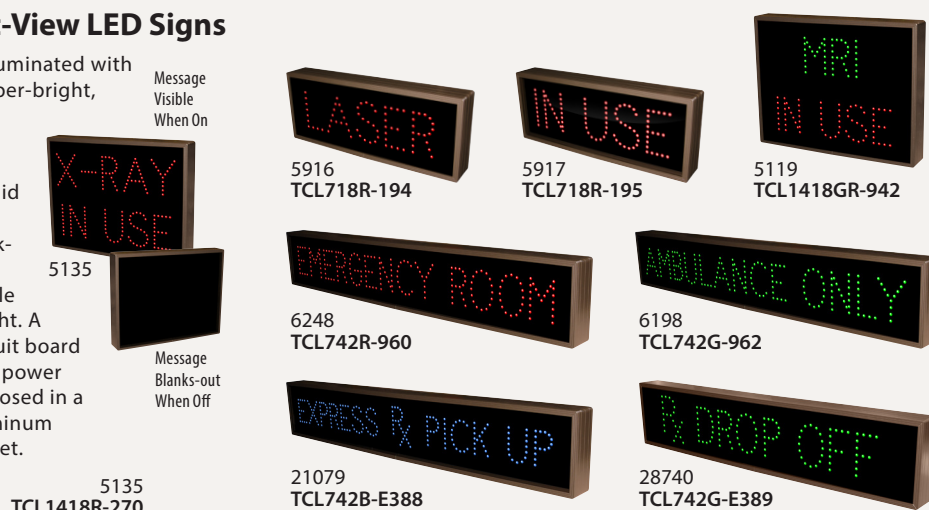 -View LED Signs
uminated with
per-bright,
id
k-
le
ht. A
uit board
power
osed in a
minum
et.
Message
Visible
When On
X-RAY
IN USE
5135
Message
Blanks-out
When Off
5135
TCL1418R-270
LASER
5916
TCL718R-194
IN USE
5917
TCL718R-195
MRI
IN USE
5119
TCL1418GR-942
EMERGENCY ROOM
6248
TCL742R-960
AMBULANCE ONLY
6198
TCL742G-962
EXPRESS Rx PICK UP
21079
TCL742B-E388
Rx DROP OFF
28740
TCL742G-E389